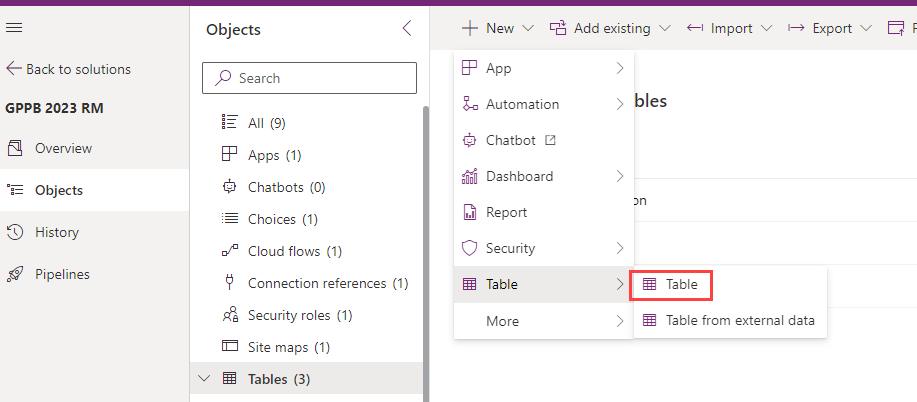 Back to solutions
GPPB 2023 RM
Overview
Objects
History
Pipelines
Objects
Search
All (9)
Apps (1)
Chatbots (0)
Choices (1)
Cloud flows (1)
Connection references (1)
Security roles (1)
Site maps (1)
Tables (3)
New Add existing Import Export
App
Automation
Chatbot
Dashboard
Report
Security
Table
More
Table
Table from external data
bles
on